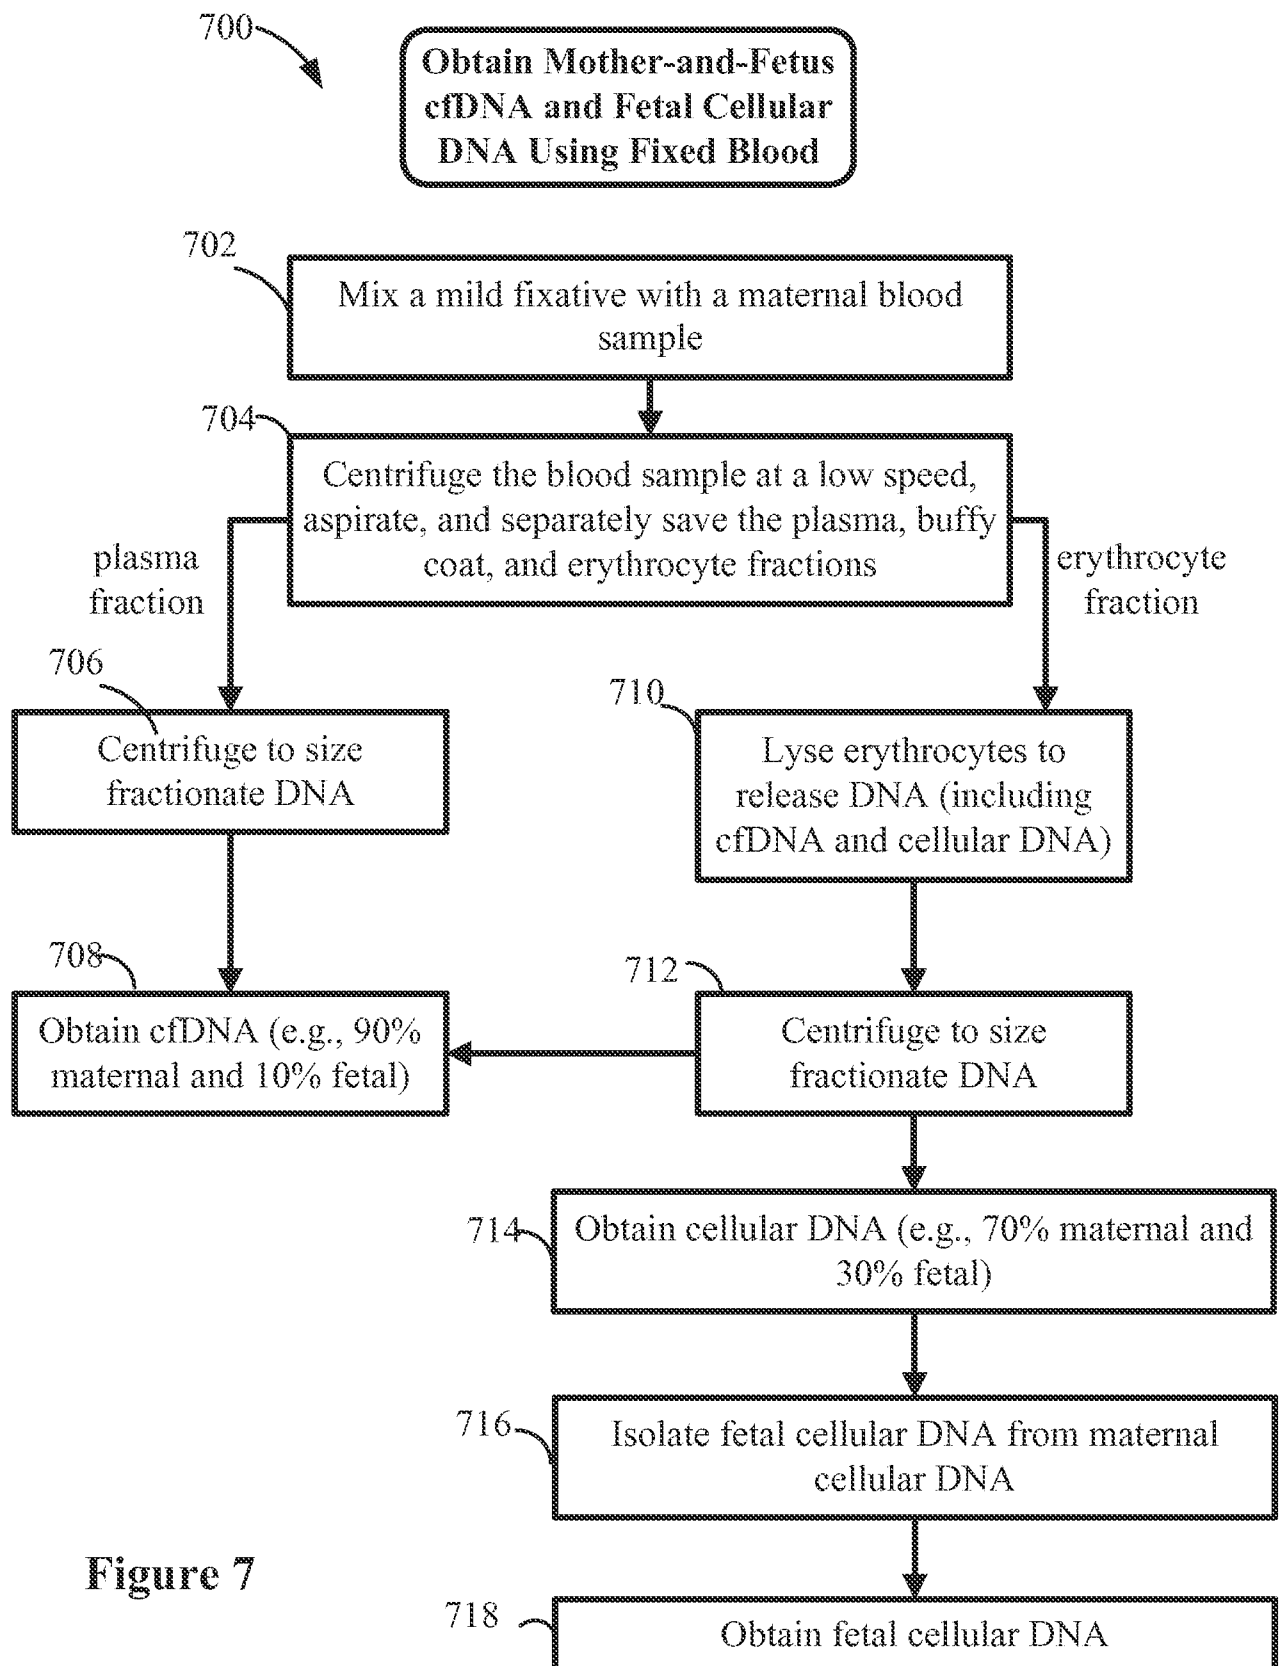 700
Obtain Mother-and-Fetus
cfDNA and Fetal Cellular
DNA Using Fixed Blood
702
Mix a mild fixative with a maternal blood
sample
704
Centrifuge the blood sample at a low speed,
aspirate, and separately save the plasma, buffy
coat, and erythrocyte fractions
plasma
fraction
erythrocyte
fraction
706
Centrifuge to size
fractionate DNA
710
Lyse erythrocytes to
release DNA (including
cfDNA and cellular DNA)
708
Obtain cfDNA (e.g., 90%
maternal and 10% fetal)
712
Centrifuge to size
fractionate DNA
714
Obtain cellular DNA (e.g., 70% maternal and
30% fetal)
716
Isolate fetal cellular DNA from maternal
cellular DNA
Figure 7
718
Obtain fetal cellular DNA